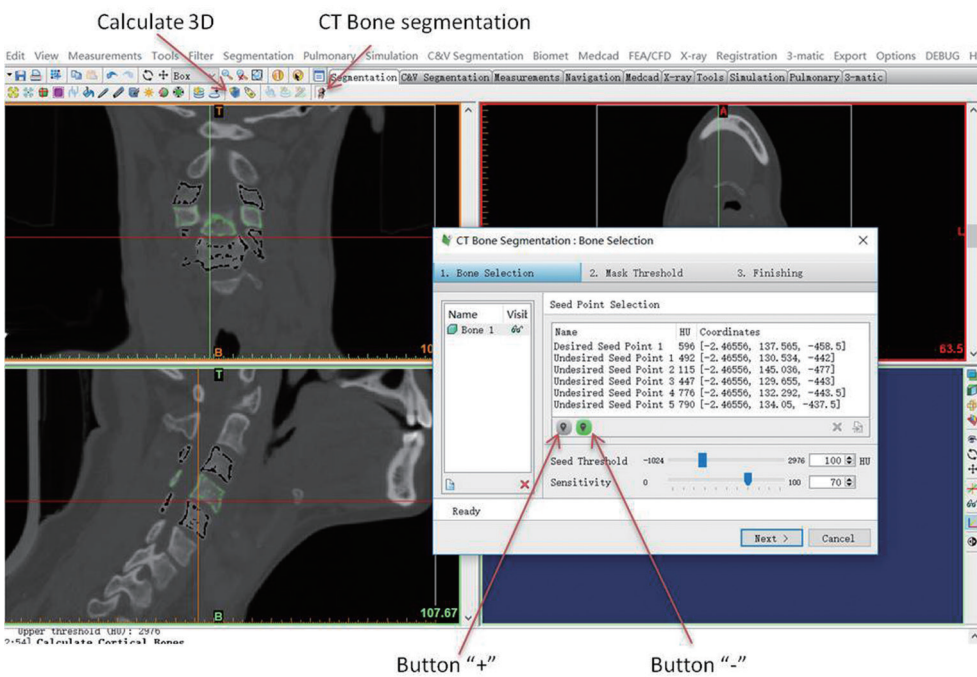 Calculate 3D CT Bone segmentation
Edit View Measurements Tools Filter Segmentation Pulmonary Simulation C&V Segmentation Biomet Medcad FEA/CFD X-ray Registration 3-matic Export Options DEBUG H
Box Segmentation C&V Segmentation Measurements Navigation Medcad X-ray Tools Simulation Pulmonary 3-matic
T A
L
CT Bone Segmentation : Bone Selection
1. Bone Selection 2. Mask Threshold 3. Finishing
Seed Point Selection
Name Visit
Bone 1
Name HU Coordinates
Desired Seed Point 1 596 [-2.46556, 137.565, -458.5]
Undesired Seed Point 1 492 [-2.46556, 130.534, -442]
Undesired Seed Point 2 115 [-2.46556, 145.036, -477]
Undesired Seed Point 3 447 [-2.46556, 129.655, -443]
Undesired Seed Point 4 776 [-2.46556, 132.292, -443.5]
Undesired Seed Point 5 790 [-2.46556, 134.05, -437.5]
B 10 63.5
T
Seed Threshold -1024 2976 100 HU
Sensitivity 0 100 70
Ready
Next > Cancel
B 107.67
Upper threshold (HU): 2976
2:54] Calculate Cortical Bones
Button “+” Button “-”